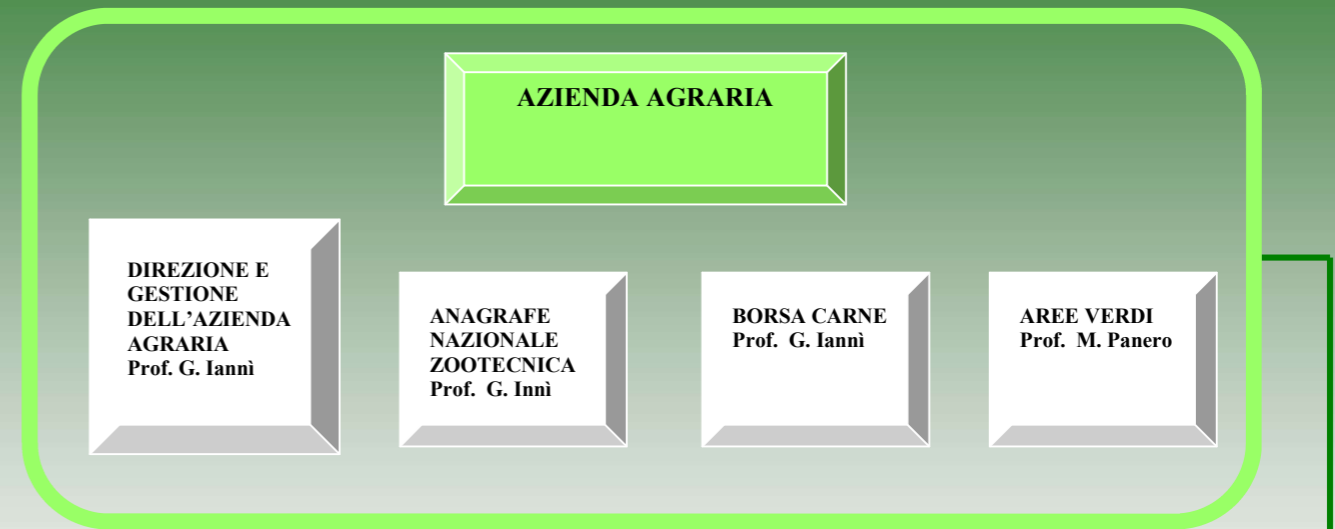 AZIENDA AGRARIA
DIREZIONE E
GESTIONE
DELL’AZIENDA
AGRARIA
Prof. G. Iannì
ANAGRAFE
NAZIONALE
ZOOTECNICA
Prof. G. Innì
BORSA CARNE
Prof. G. Iannì
AREE VERDI
Prof. M. Panero